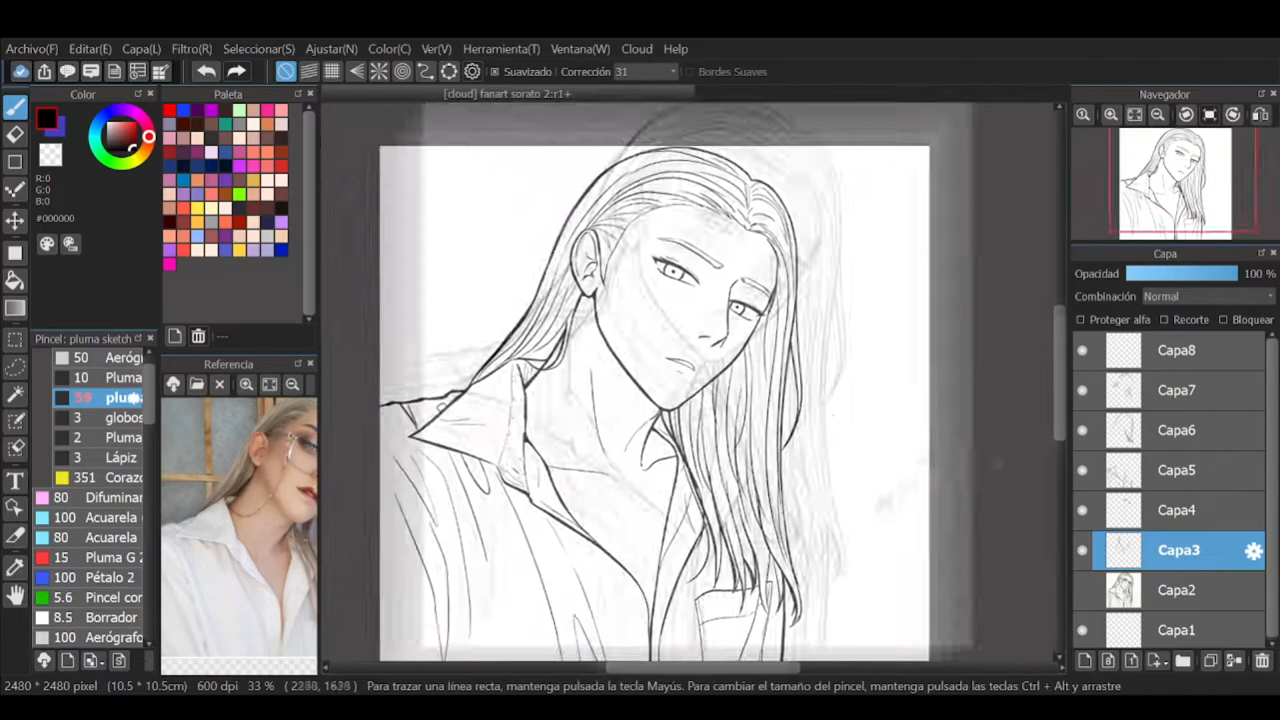 Archivo(F) Editar(E) Capa(L) Filtro(R) Seleccionar(S) Ajustar(N) Color(C) Ver(V) Herramienta(T) Ventana(W) Cloud Help
Suavizado Corrección 31 Bordes Suaves
Color
Paleta
[cloud] fanart sorato 2:r1+
Navegador
R:0
G:0
B:0
#000000
---
Capa
Opacidad 100 %
Combinación Normal
Proteger alfa Recorte Bloquear
Pincel: pluma sketch
50 Aeróg
10 Pluma
59 pluma
3 globos
2 Pluma
3 Lápiz
351 Corazo
80 Difuminar
100 Acuarela (
80 Acuarela
15 Pluma G 2
100 Pétalo 2
5.6 Pincel cor
8.5 Borrador
100 Aerógrafo
Referencia
Capa8
Capa7
Capa6
Capa5
Capa4
Capa3
Capa2
Capa1
2480 * 2480 pixel (10.5 * 10.5cm) 600 dpi 33 % Para trazar una línea recta, mantenga pulsada la tecla Mayús. Para cambiar el tamaño del pincel, mantenga pulsadas las teclas Ctrl + Alt y arrastre